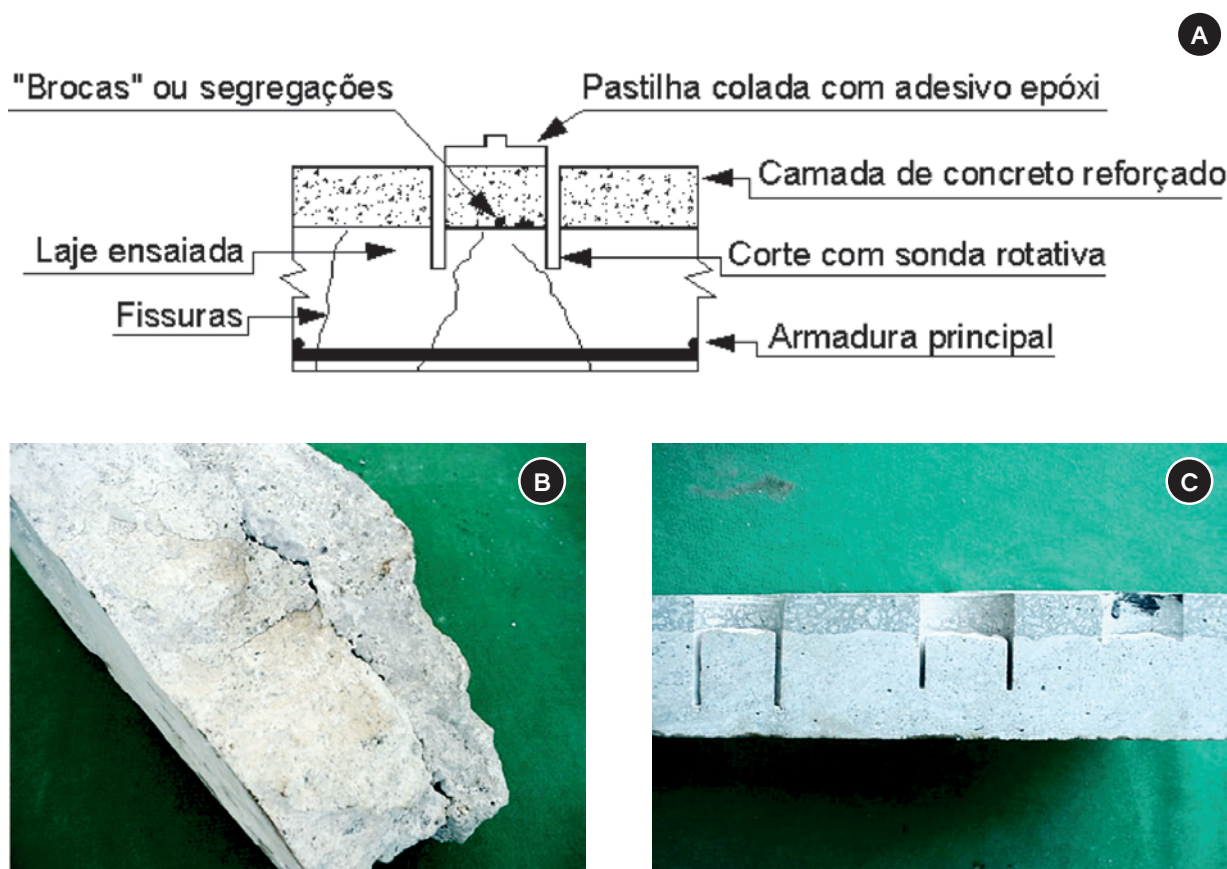 A
"Brocas" ou segregações
Pastilha colada com adesivo epóxi
Camada de concreto reforçado
Laje ensaiada
Corte com sonda rotativa
Fissuras
Armadura principal
B
C